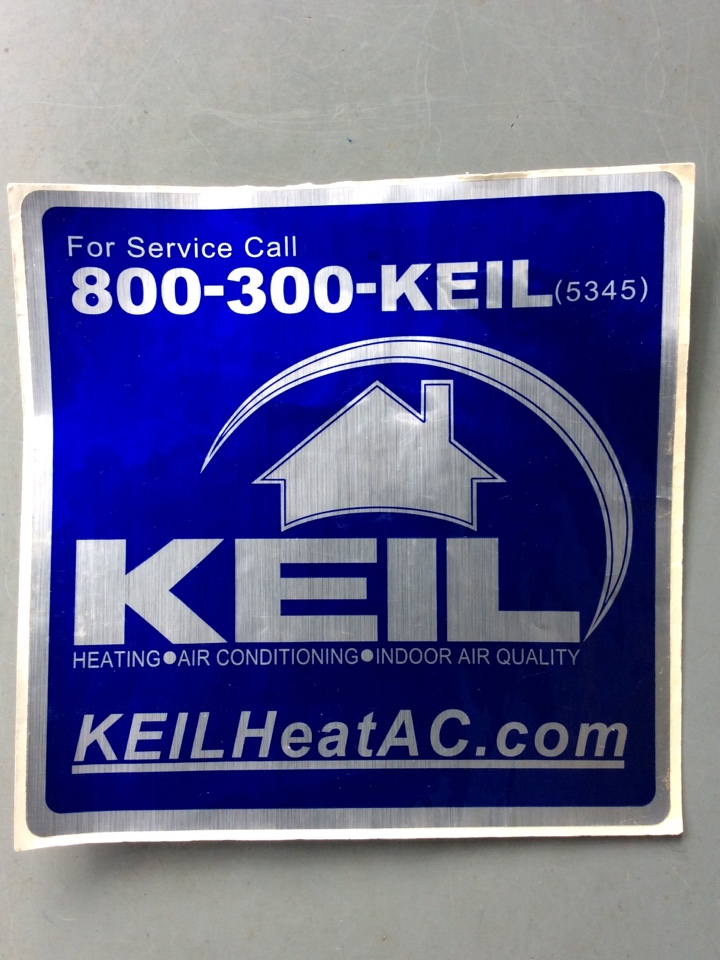 For Service Call
800-300-KEIL(5345)
KEIL
HEATING●AIR CONDITIONING●INDOOR AIR QUALITY
KEILHeatAC.com